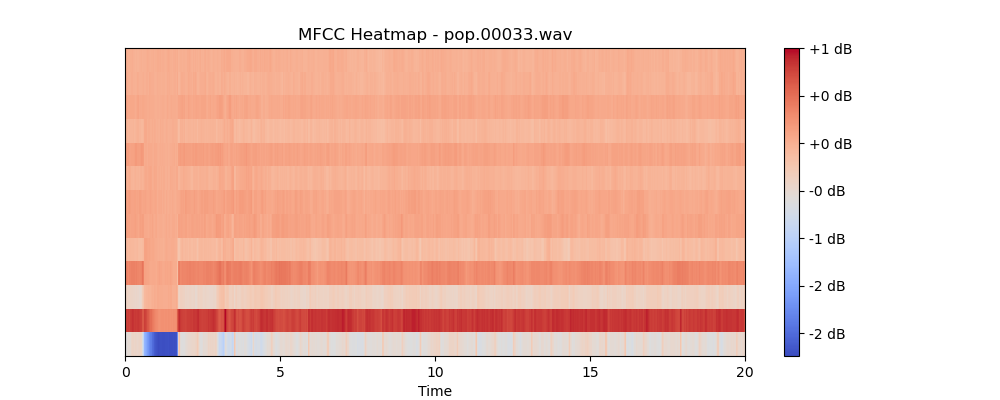 MFCC Heatmap - pop.00033.wav
+1 dB
+0 dB
+0 dB
-0 dB
-1 dB
-2 dB
-2 dB
0 5 10 15 20
Time